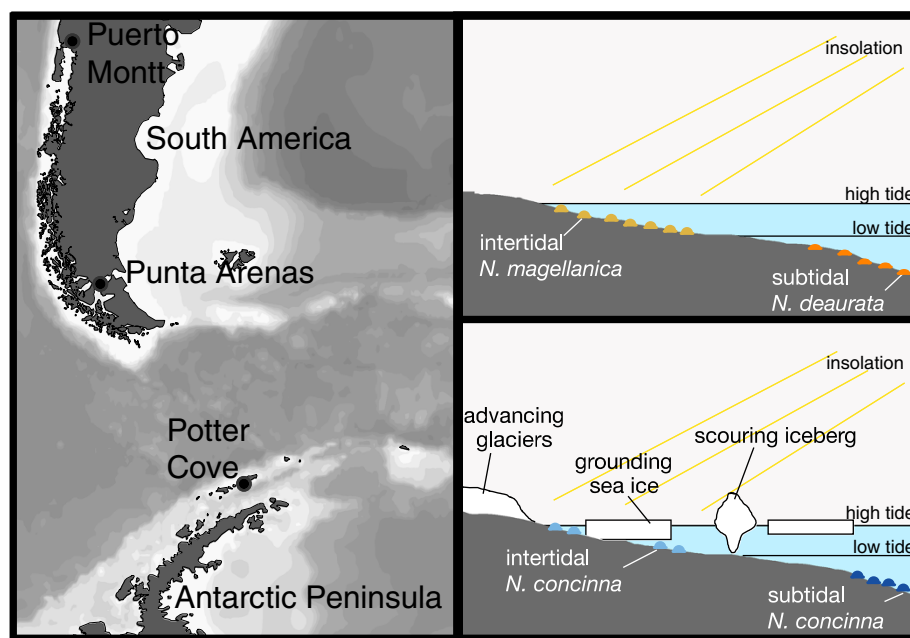 Puerto
Montt
South America
Punta Arenas
Potter
Cove
Antarctic Peninsula
insolation
high tide
low tide
intertidal
N. magellanica
subtidal
N. deaurata
insolation
advancing
glaciers
scouring iceberg
grounding
sea ice
high tide
low tide
intertidal
N. concinna
subtidal
N. concinna